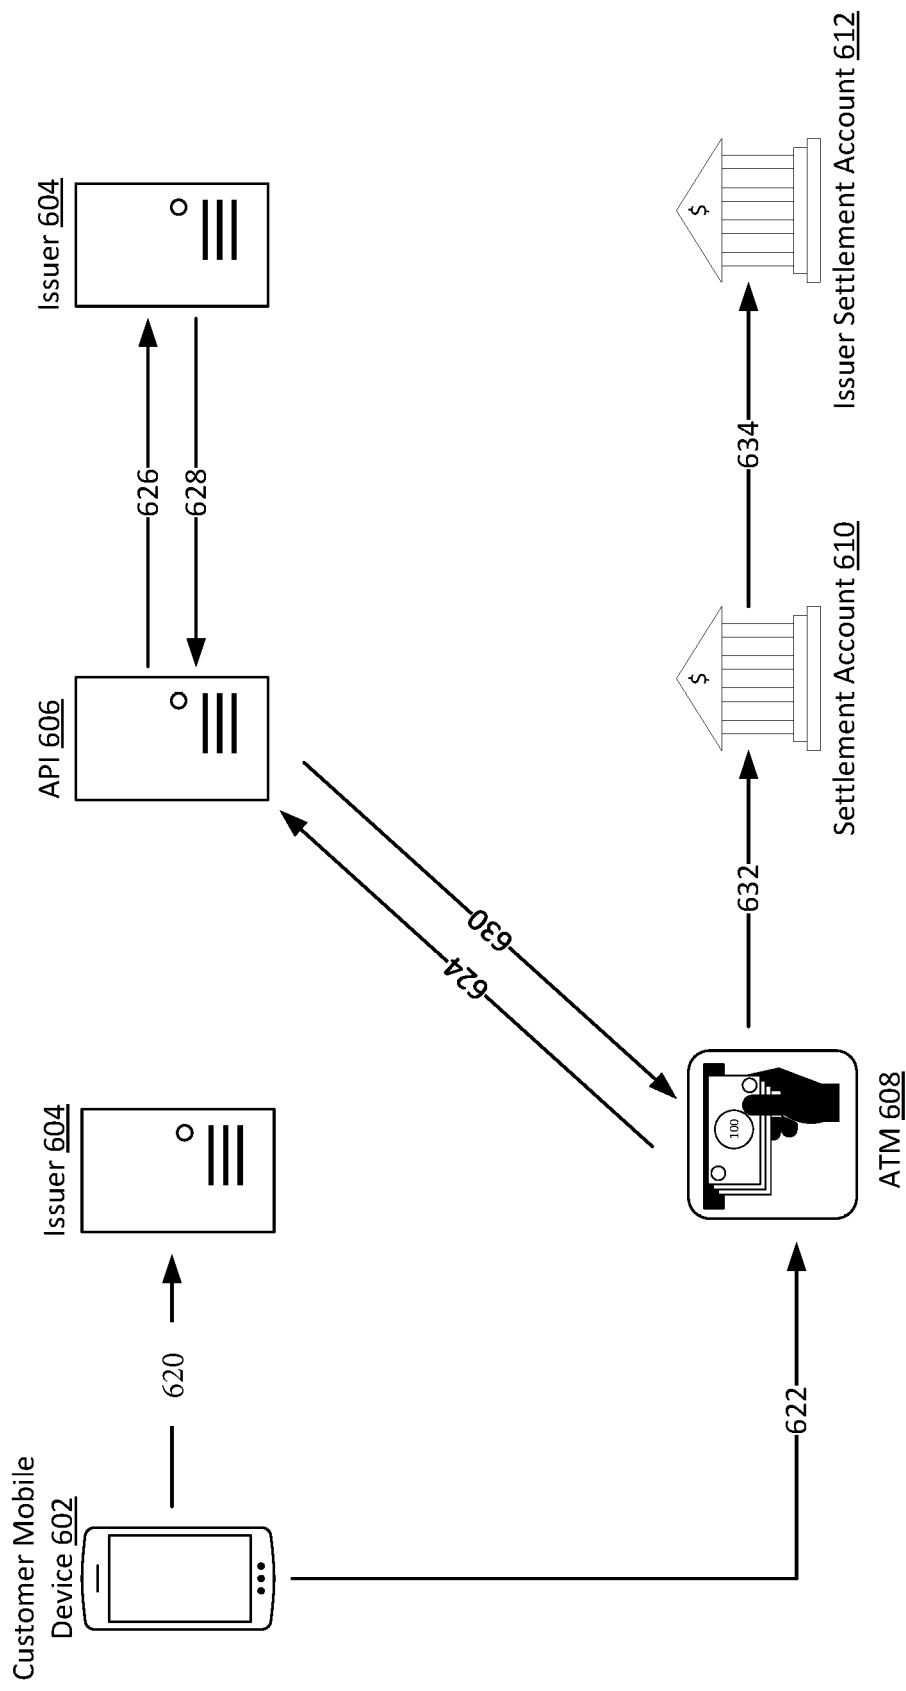 Customer Mobile
Device 602
620
Issuer 604
API 606
626
628
Issuer 604
624
630
622
ATM 608
100
632
$
Settlement Account 610
634
$
Issuer Settlement Account 612